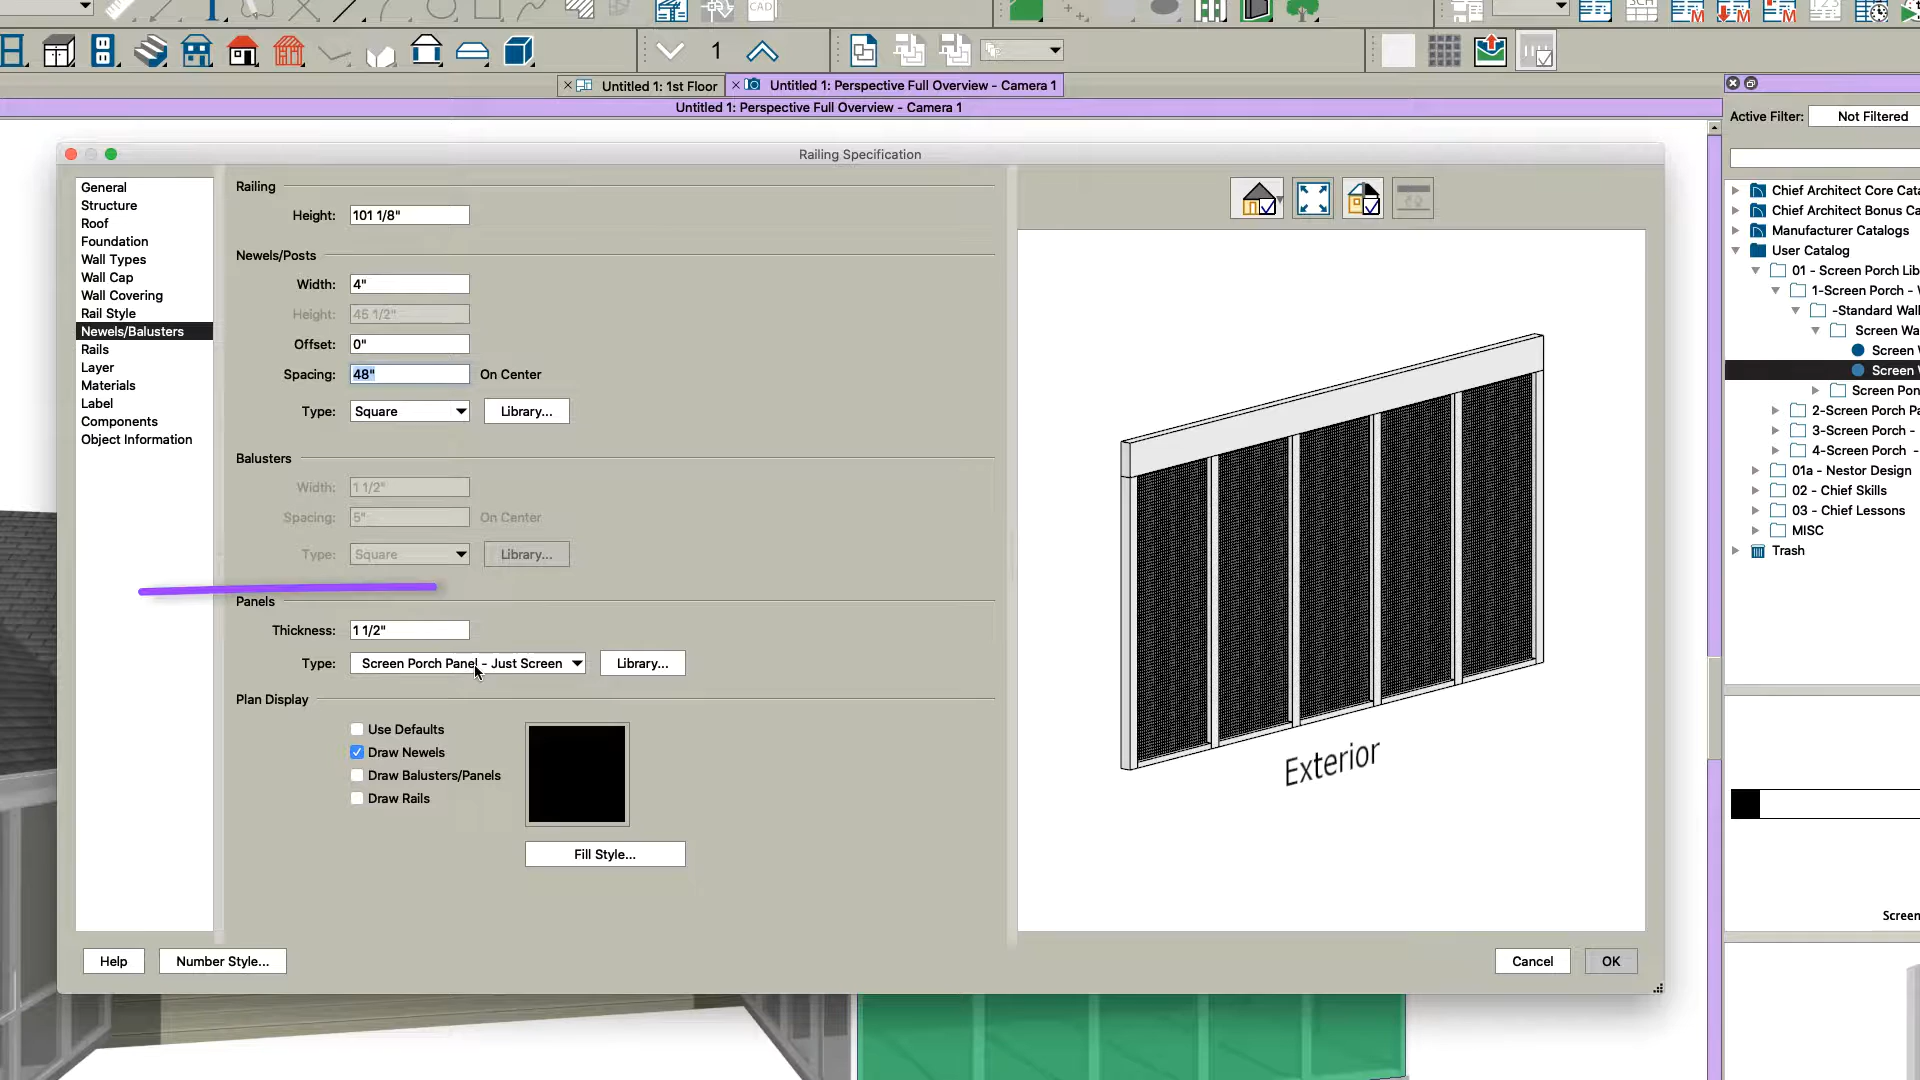 CAD
SCH
123
M
M
M
1
Untitled 1: 1st Floor
Untitled 1: Perspective Full Overview - Camera 1
Untitled 1: Perspective Full Overview - Camera 1
Railing Specification
General
Structure
Roof
Foundation
Wall Types
Wall Cap
Wall Covering
Rail Style
Newels/Balusters
Rails
Layer
Materials
Label
Components
Object Information
Railing
Height: 101 1/8"
Newels/Posts
Width: 4"
Height: 45 1/2"
Offset: 0"
Spacing: 48" On Center
Type: Square Library...
Balusters
Width: 1 1/2"
Spacing: 5" On Center
Type: Square Library...
Panels
Thickness: 1 1/2"
Type: Screen Porch Panel - Just Screen Library...
Plan Display
Use Defaults
Draw Newels
Draw Balusters/Panels
Draw Rails
Fill Style...
Exterior
Help
Number Style...
Cancel
OK
Active Filter: Not Filtered
Chief Architect Core Cata
Chief Architect Bonus Ca
Manufacturer Catalogs
User Catalog
01 - Screen Porch Lib
1-Screen Porch - W
-Standard Wall
Screen Wa
Screen W
Screen W
Screen Pon
2-Screen Porch Pa
3-Screen Porch -
4-Screen Porch -
01a - Nestor Design
02 - Chief Skills
03 - Chief Lessons
MISC
Trash
Screen